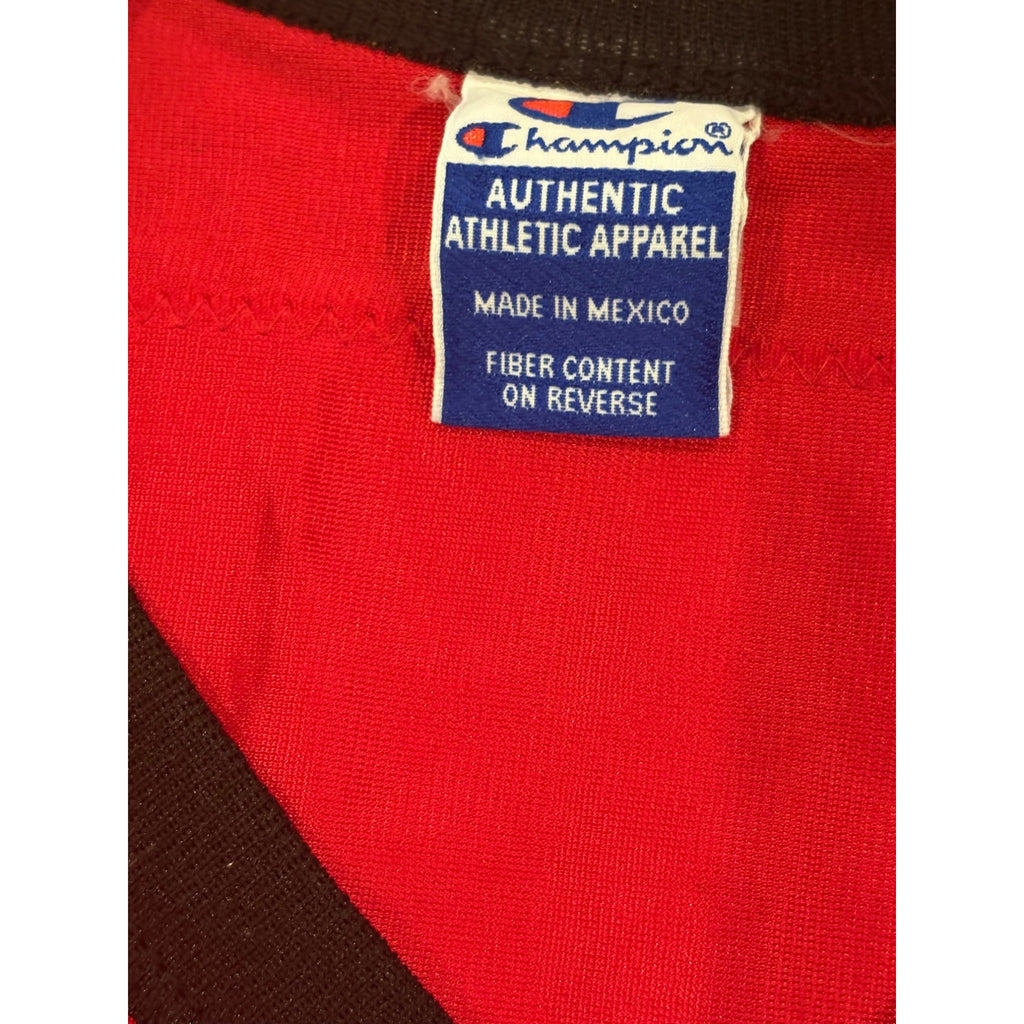 Champion®
AUTHENTIC
ATHLETIC APPAREL
MADE IN MEXICO
FIBER CONTENT
ON REVERSE